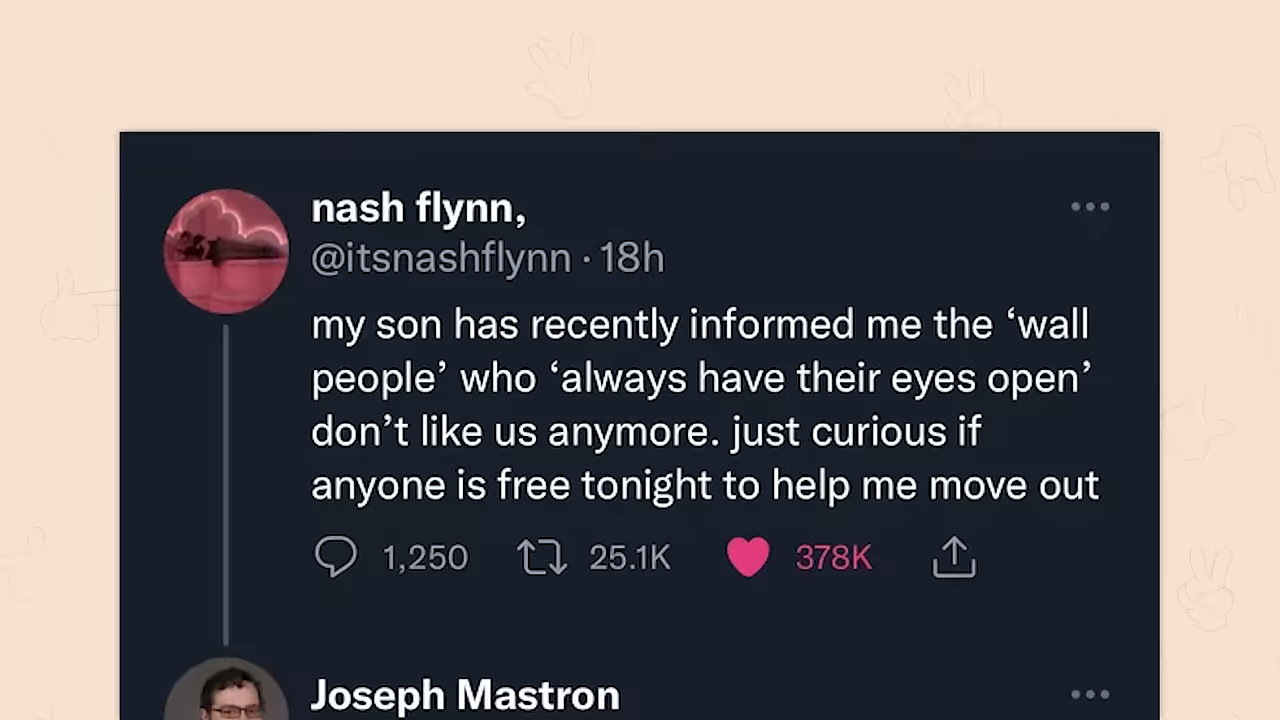 nash flynn,
@itsnashflynn · 18h
my son has recently informed me the ‘wall
people’ who ‘always have their eyes open’
don’t like us anymore. just curious if
anyone is free tonight to help me move out
1,250 25.1K 378K
Joseph Mastron